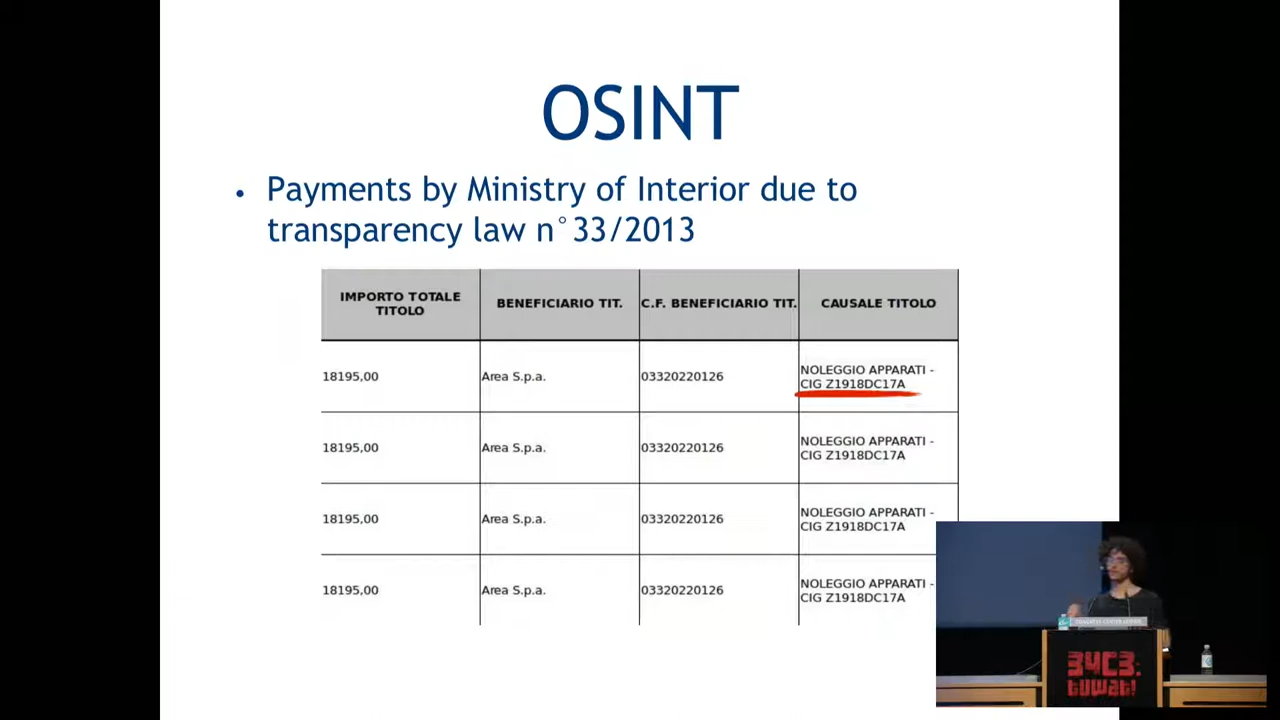 OSINT
• Payments by Ministry of Interior due to
transparency law n°33/2013
IMPORTO TOTALE
TITOLO
BENEFICIARIO TIT.
C.F. BENEFICIARIO TIT.
CAUSALE TITOLO
18195,00
Area S.p.a.
03320220126
NOLEGGIO APPARATI -
CIG Z1918DC17A
18195,00
Area S.p.a.
03320220126
NOLEGGIO APPARATI -
CIG Z1918DC17A
18195,00
Area S.p.a.
03320220126
NOLEGGIO APPARATI -
CIG Z1918DC17A
18195,00
Area S.p.a.
03320220126
NOLEGGIO APPARATI -
CIG Z1918DC17A
34C3:
tuwat!